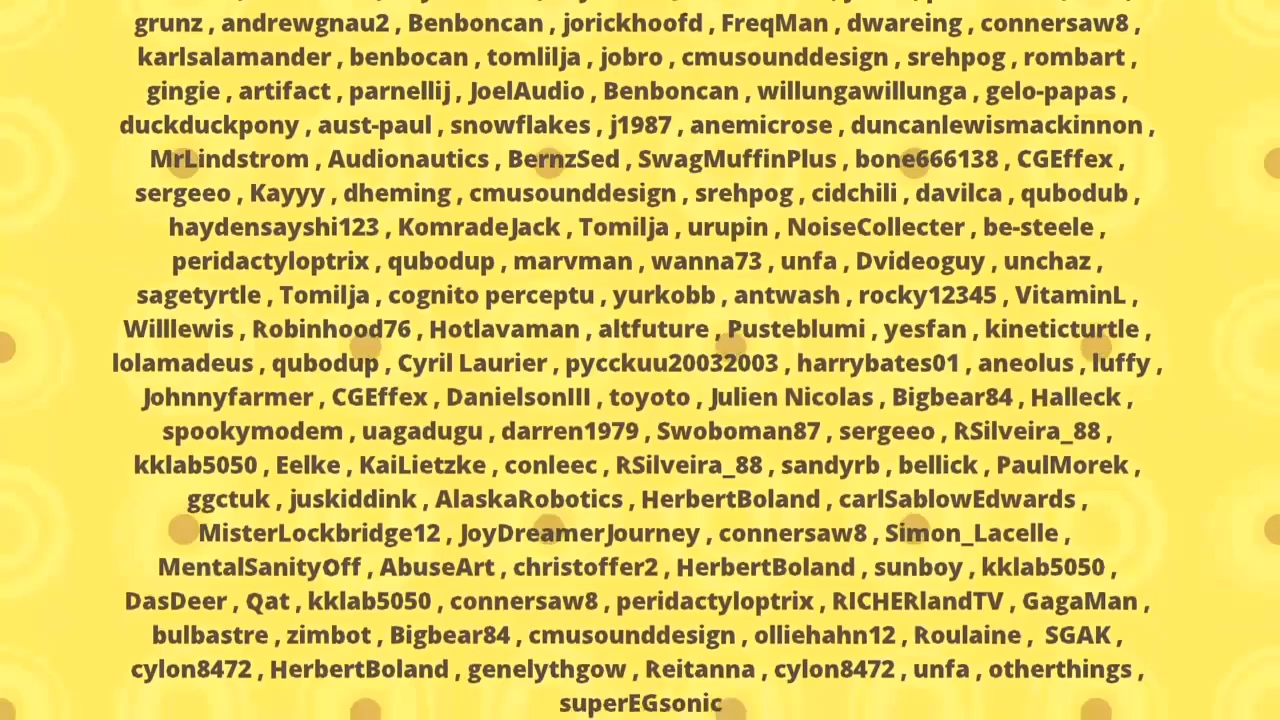 grunz , andrewgnau2 , Benboncan , jorickhoofd , FreqMan , dwareing , connersaw8 ,
karlsalamander , benbocan , tomlilja , jobro , cmusounddesign , srehpog , rombart ,
gingie , artifact , parnellij , JoelAudio , Benboncan , willungawillunga , gelo-papas ,
duckduckpony , aust-paul , snowflakes , j1987 , anemicrose , duncanlewismackinnon ,
MrLindstrom , Audionautics , BernzSed , SwagMuffinPlus , bone666138 , CGEffex ,
sergeeo , Kayyy , dheming , cmusounddesign , srehpog , cidchili , davilca , qubodub ,
haydensayshi123 , KomradeJack , Tomilja , urupin , NoiseCollecter , be-steele ,
peridactyloptrix , qubodup , marvman , wanna73 , unfa , Dvideoguy , unchaz ,
sagetyrtle , Tomilja , cognito perceptu , yurkobb , antwash , rocky12345 , VitaminL ,
Willlewis , Robinhood76 , Hotlavaman , altfuture , Pusteblumi , yesfan , kineticturtle ,
lolamadeus , qubodup , Cyril Laurier , pycckuu20032003 , harrybates01 , aneolus , luffy ,
Johnnyfarmer , CGEffex , DanielsonIII , toyoto , Julien Nicolas , Bigbear84 , Halleck ,
spookymodem , uagadugu , darren1979 , Swoboman87 , sergeeo , RSilveira_88 ,
kklab5050 , Eelke , KaiLietzke , conleec , RSilveira_88 , sandyrb , bellick , PaulMorek ,
ggctuk , juskiddink , AlaskaRobotics , HerbertBoland , carlSablowEdwards ,
MisterLockbridge12 , JoyDreamerJourney , connersaw8 , Simon_Lacelle ,
MentalSanityOff , AbuseArt , christoffer2 , HerbertBoland , sunboy , kklab5050 ,
DasDeer , Qat , kklab5050 , connersaw8 , peridactyloptrix , RICHERlandTV , GagaMan ,
bulbastre , zimbot , Bigbear84 , cmusounddesign , olliehahn12 , Roulaine , SGAK ,
cylon8472 , HerbertBoland , genelythgow , Reitanna , cylon8472 , unfa , otherthings ,
superEGsonic